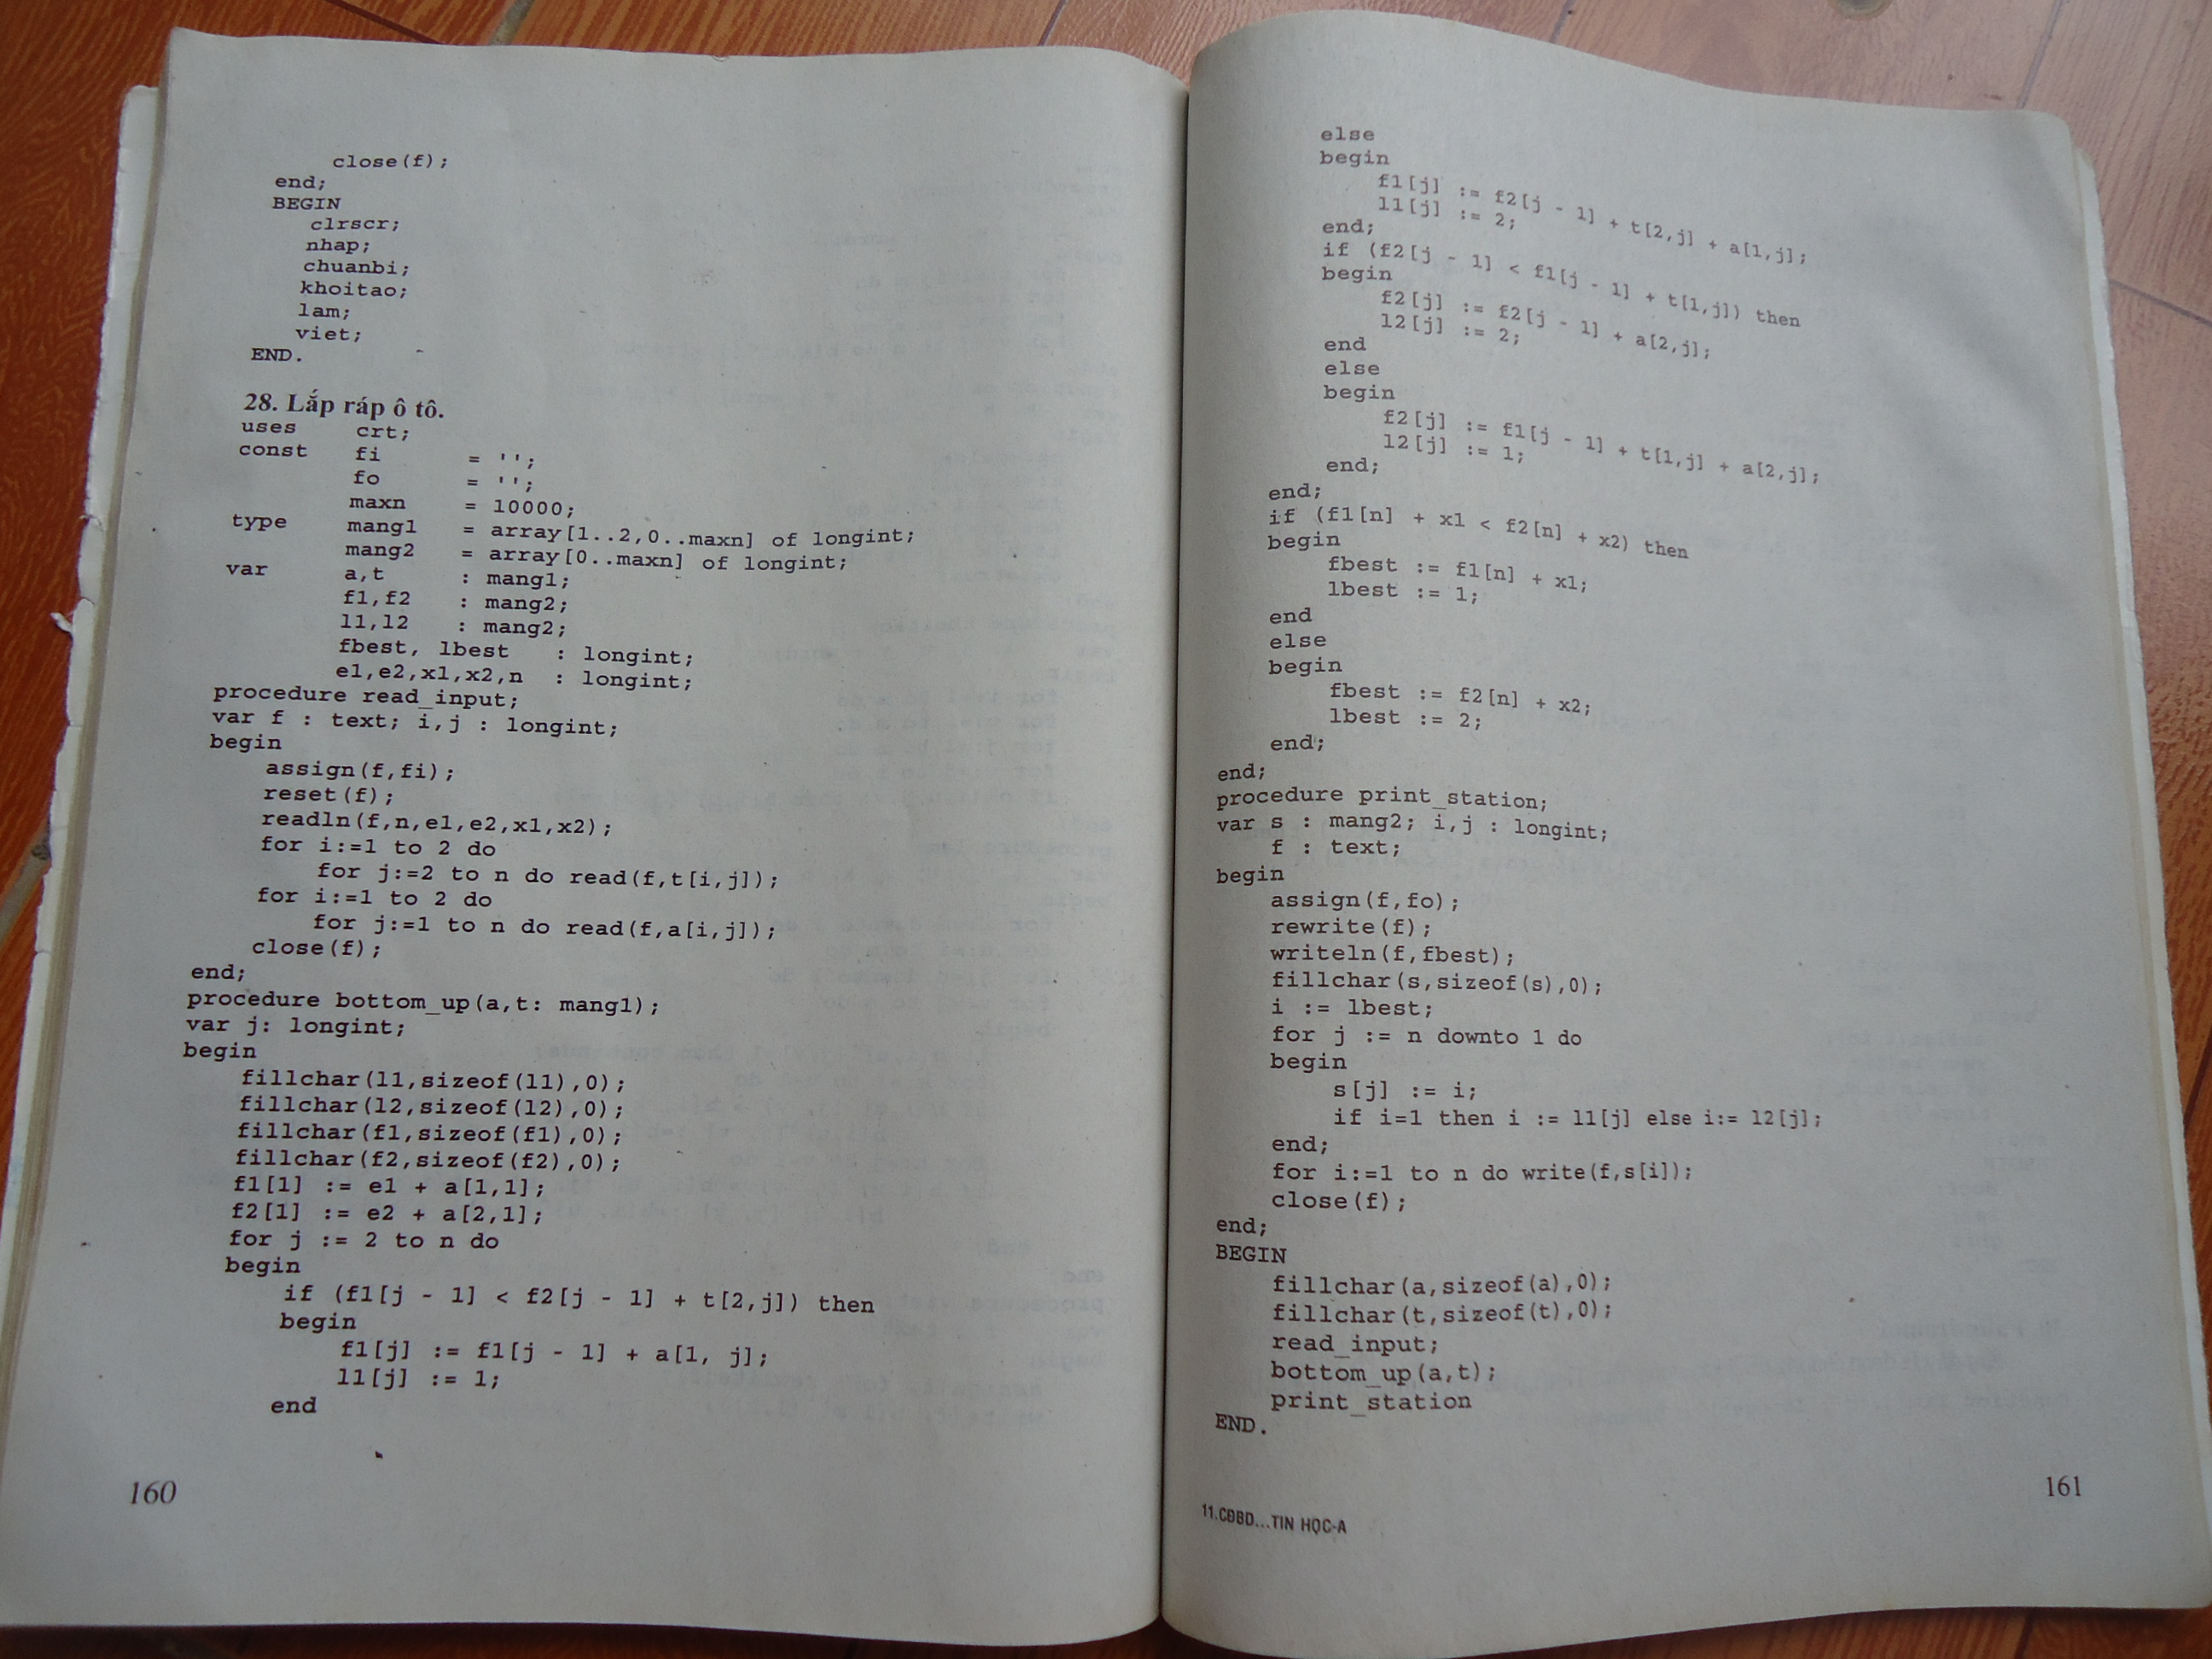 close(f);
end;
BEGIN
clrscr;
nhap;
chuanbi;
khoitao;
lam;
viet;
END.
28. Lắp ráp ô tô.
uses crt;
const fi = '';
fo = '';
maxn = 10000;
type mang1 = array[1..2,0..maxn] of longint;
mang2 = array[0..maxn] of longint;
var a,t : mang1;
f1,f2 : mang2;
l1,l2 : mang2;
fbest, lbest : longint;
e1,e2,x1,x2,n : longint;
procedure read_input;
var f : text; i,j : longint;
begin
assign(f,fi);
reset(f);
readln(f,n,e1,e2,x1,x2);
for i:=1 to 2 do
for j:=2 to n do read(f,t[i,j]);
for i:=1 to 2 do
for j:=1 to n do read(f,a[i,j]);
close(f);
end;
procedure bottom_up(a,t: mang1);
var j: longint;
begin
fillchar(l1,sizeof(l1),0);
fillchar(l2,sizeof(l2),0);
fillchar(f1,sizeof(f1),0);
fillchar(f2,sizeof(f2),0);
f1[1] := e1 + a[1,1];
f2[1] := e2 + a[2,1];
for j := 2 to n do
begin
if (f1[j - 1] < f2[j - 1] + t[2,j]) then
begin
f1[j] := f1[j - 1] + a[1, j];
l1[j] := 1;
end
160
else
begin
f1[j] := f2[j - 1] + t[2,j] + a[1,j];
l1[j] := 2;
end;
if (f2[j - 1] < f1[j - 1] + t[1,j]) then
begin
f2[j] := f2[j - 1] + a[2,j];
l2[j] := 2;
end
else
begin
f2[j] := f1[j - 1] + t[1,j] + a[2,j];
l2[j] := 1;
end;
end;
if (f1[n] + x1 < f2[n] + x2) then
begin
fbest := f1[n] + x1;
lbest := 1;
end
else
begin
fbest := f2[n] + x2;
lbest := 2;
end;
end;
procedure print_station;
var s : mang2; i,j : longint;
f : text;
begin
assign(f,fo);
rewrite(f);
writeln(f,fbest);
fillchar(s,sizeof(s),0);
i := lbest;
for j := n downto 1 do
begin
s[j] := i;
if i=1 then i := l1[j] else i:= l2[j];
end;
for i:=1 to n do write(f,s[i]);
close(f);
end;
BEGIN
fillchar(a,sizeof(a),0);
fillchar(t,sizeof(t),0);
read_input;
bottom_up(a,t);
print_station
END.
161
11.CĐBD...TIN HỌC-A